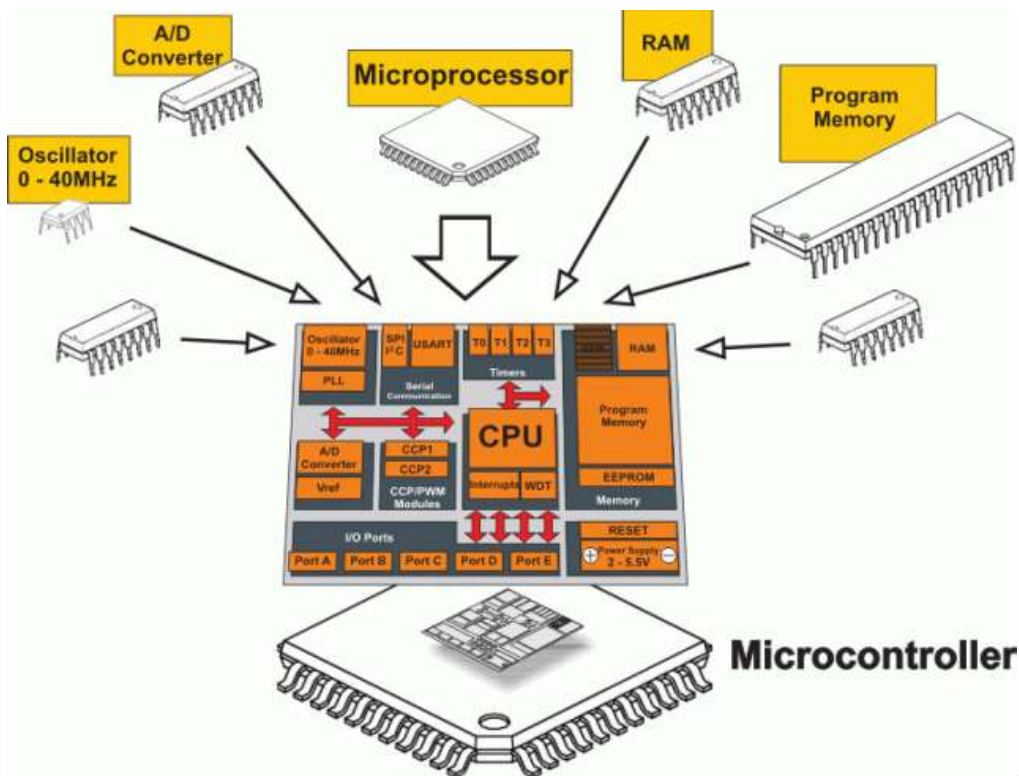 A/D
Converter
Microprocessor
RAM
Program
Memory
Oscillator
0 - 40MHz
Oscillator
0 - 40MHz
PLL
SPI
I²C
USART
Serial
Communication
T0 T1 T2 T3
Timers
RAM
Program
Memory
EEPROM
Memory
A/D
Converter
Vref
CCP1
CCP2
CCP/PWM
Modules
CPU
Interrupts
WDT
I/O Ports
Port A Port B Port C Port D Port E
RESET
Power Supply
2 - 5.5V
Microcontroller